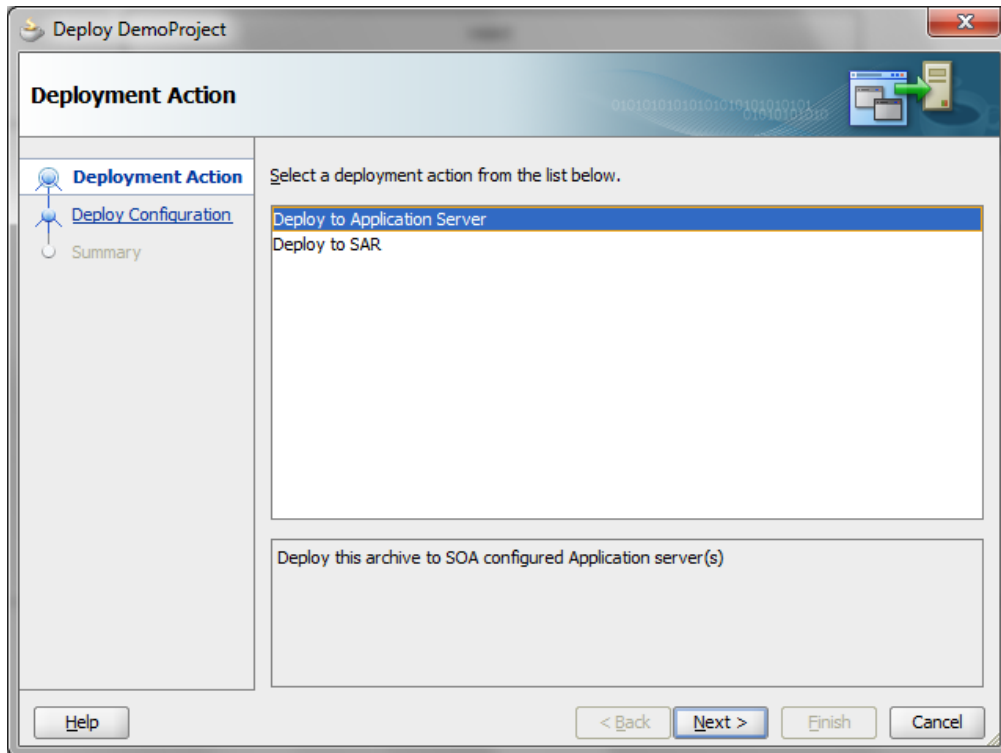 Deploy DemoProject
Deployment Action
010101010101010101010101
01010101010
Deployment Action
Deploy Configuration
Summary
Select a deployment action from the list below.
Deploy to Application Server
Deploy to SAR
Deploy this archive to SOA configured Application server(s)
Help
< Back
Next >
Finish
Cancel